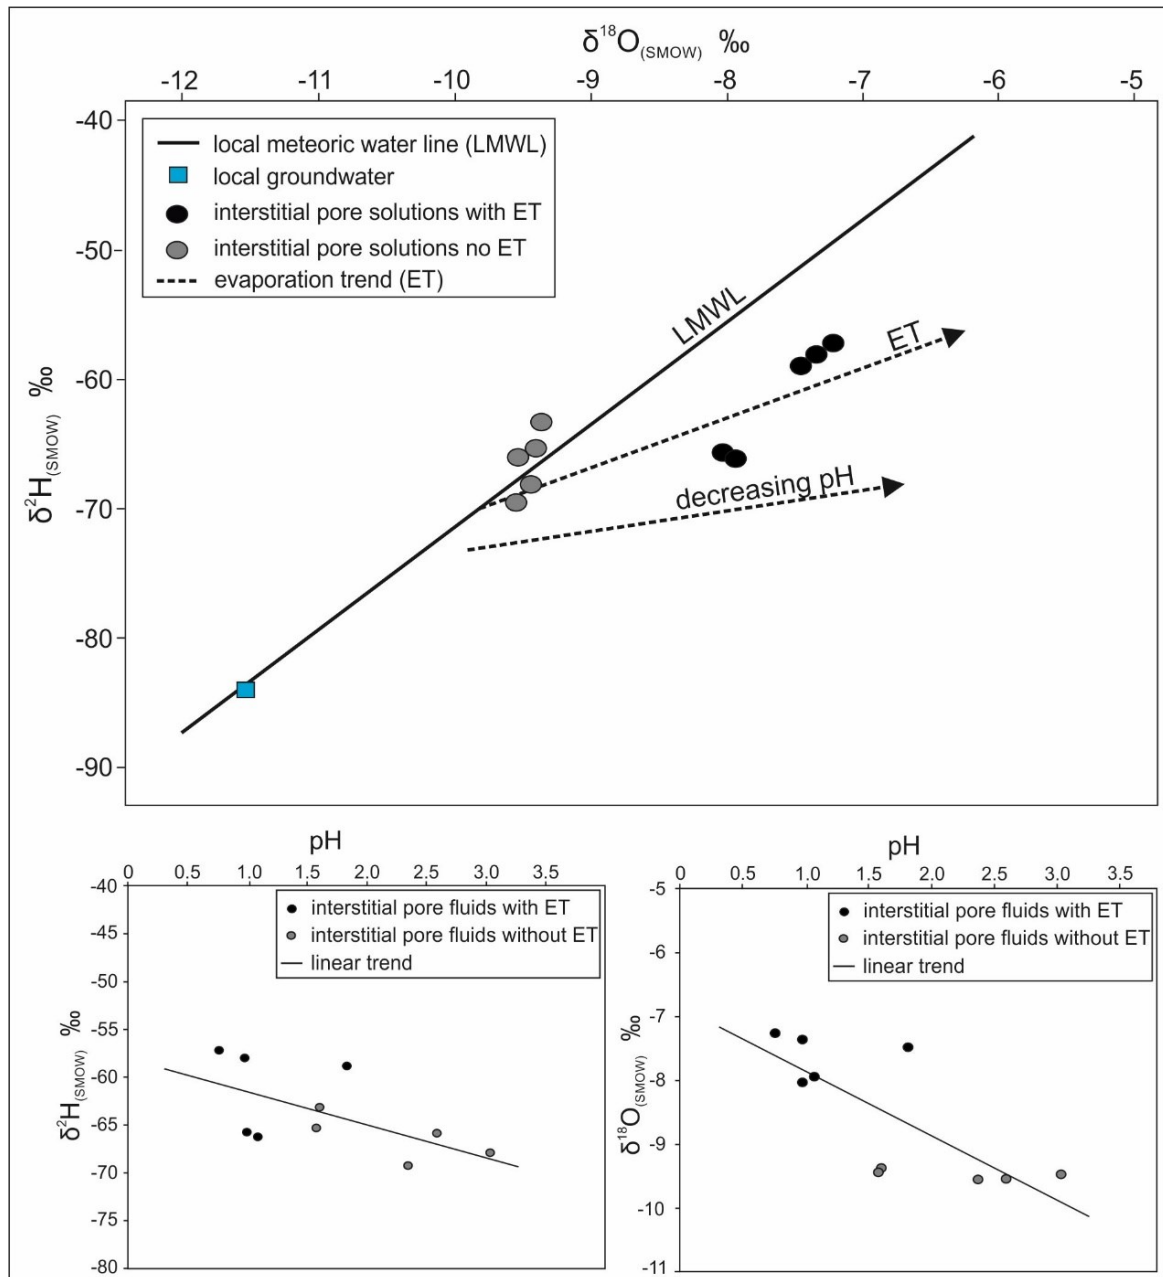 δ¹⁸O(SMOW) ‰
-12 -11 -10 -9 -8 -7 -6 -5
δ²H(SMOW) ‰
-40
-50
-60
-70
-80
-90
local meteoric water line (LMWL)
local groundwater
interstitial pore solutions with ET
interstitial pore solutions no ET
evaporation trend (ET)
LMWL
ET
decreasing pH
pH
0 0.5 1.0 1.5 2.0 2.5 3.0 3.5
δ²H(SMOW) ‰
-40
-45
-50
-55
-60
-65
-70
-75
-80
interstitial pore fluids with ET
interstitial pore fluids without ET
linear trend
pH
0 0.5 1.0 1.5 2.0 2.5 3.0 3.5
δ¹⁸O(SMOW) ‰
-5
-6
-7
-8
-9
-10
-11
interstitial pore fluids with ET
interstitial pore fluids without ET
linear trend